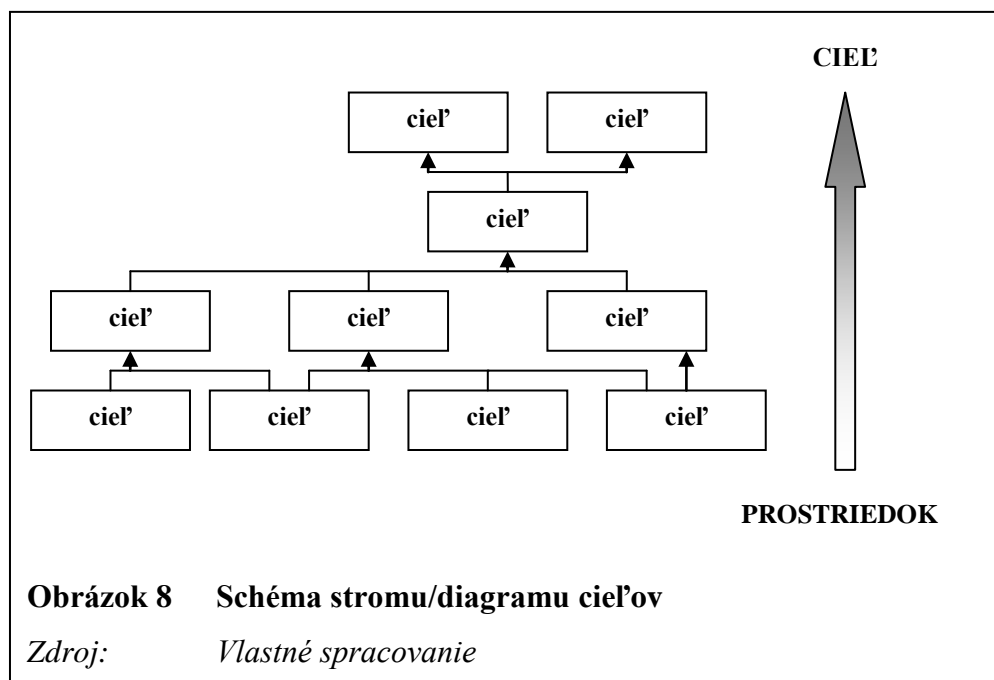 CIEĽ
cieľ cieľ
cieľ
cieľ cieľ cieľ
cieľ cieľ cieľ cieľ
PROSTRIEDOK
Obrázok 8 Schéma stromu/diagramu cieľov
Zdroj: Vlastné spracovanie